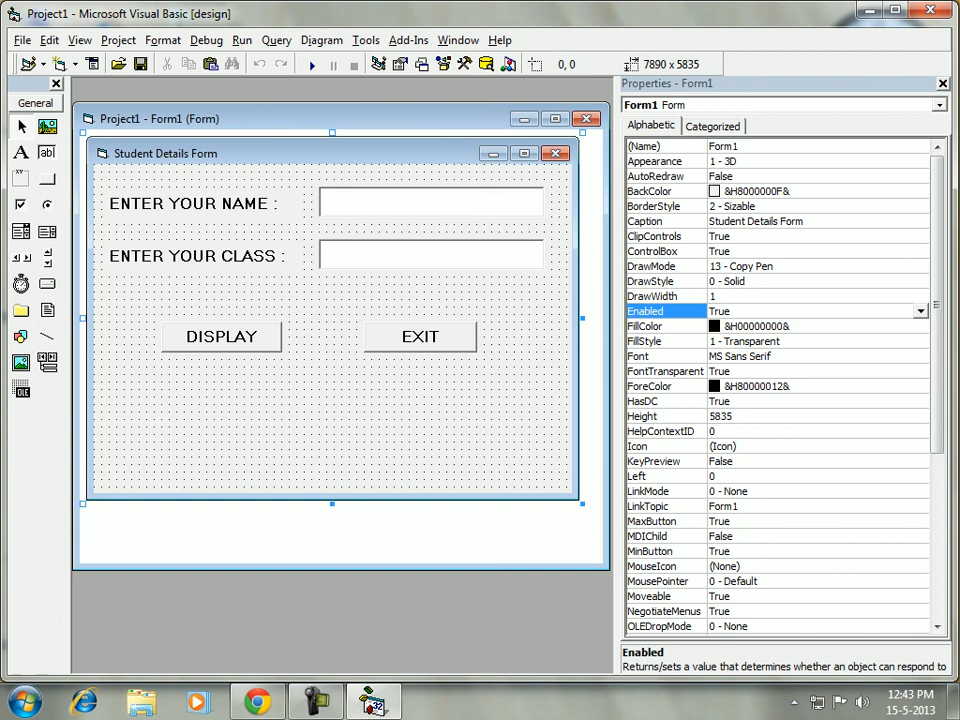 Project1 - Microsoft Visual Basic [design]
File Edit View Project Format Debug Run Query Diagram Tools Add-Ins Window Help
0, 0 7890 x 5835
General
A ab|
xv
OLE
Project1 - Form1 (Form)
Student Details Form
ENTER YOUR NAME :
ENTER YOUR CLASS :
DISPLAY EXIT
Properties - Form1
Form1 Form
Alphabetic Categorized
(Name) Form1
Appearance 1 - 3D
AutoRedraw False
BackColor &H8000000F&
BorderStyle 2 - Sizable
Caption Student Details Form
ClipControls True
ControlBox True
DrawMode 13 - Copy Pen
DrawStyle 0 - Solid
DrawWidth 1
Enabled True
FillColor &H00000000&
FillStyle 1 - Transparent
Font MS Sans Serif
FontTransparent True
ForeColor &H80000012&
HasDC True
Height 5835
HelpContextID 0
Icon (Icon)
KeyPreview False
Left 0
LinkMode 0 - None
LinkTopic Form1
MaxButton True
MDIChild False
MinButton True
MouseIcon (None)
MousePointer 0 - Default
Moveable True
NegotiateMenus True
OLEDropMode 0 - None
Enabled
Returns/sets a value that determines whether an object can respond to
32
12:43 PM
15-5-2013